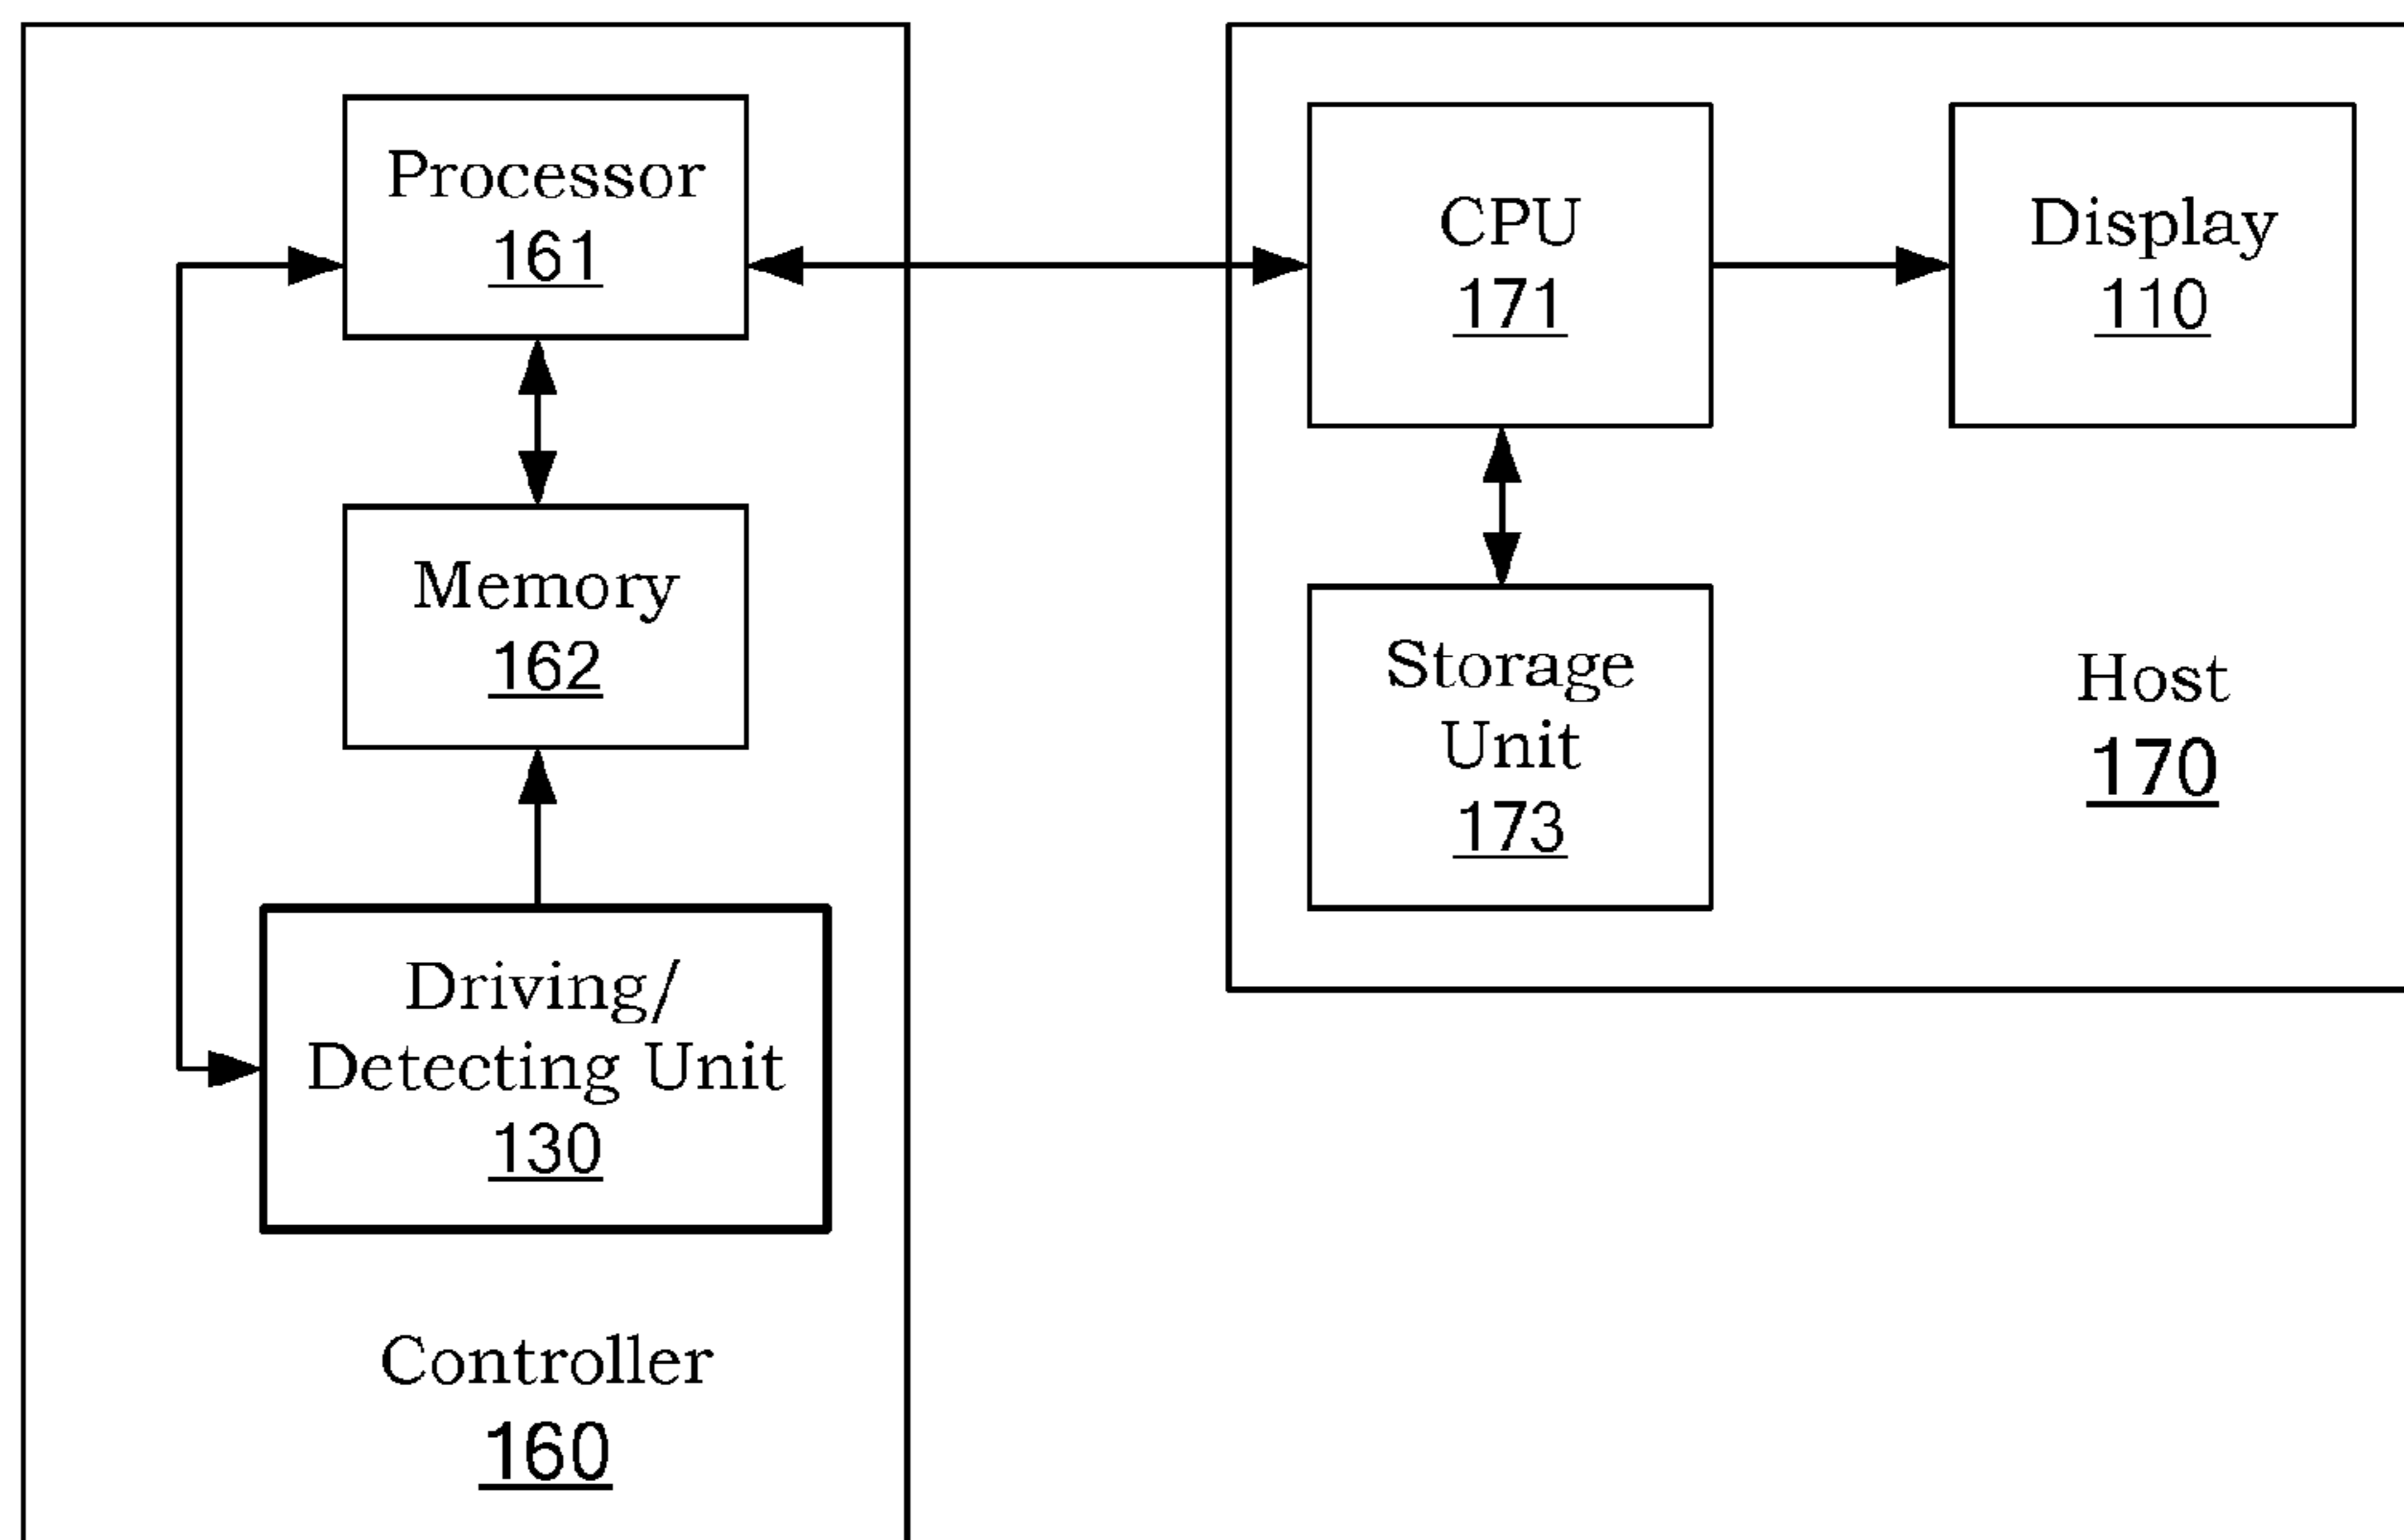 Processor
161
Memory
162
Driving/
Detecting Unit
130
Controller
160
CPU
171
Display
110
Storage
Unit
173
Host
170